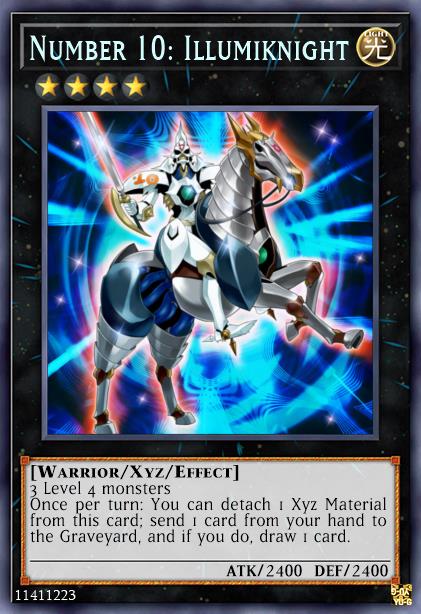 Number 10: Illumiknight
LIGHT
光
10
[Warrior/Xyz/Effect]
3 Level 4 monsters
Once per turn: You can detach 1 Xyz Material
from this card; send 1 card from your hand to
the Graveyard, and if you do, draw 1 card.
ATK/2400 DEF/2400
11411223